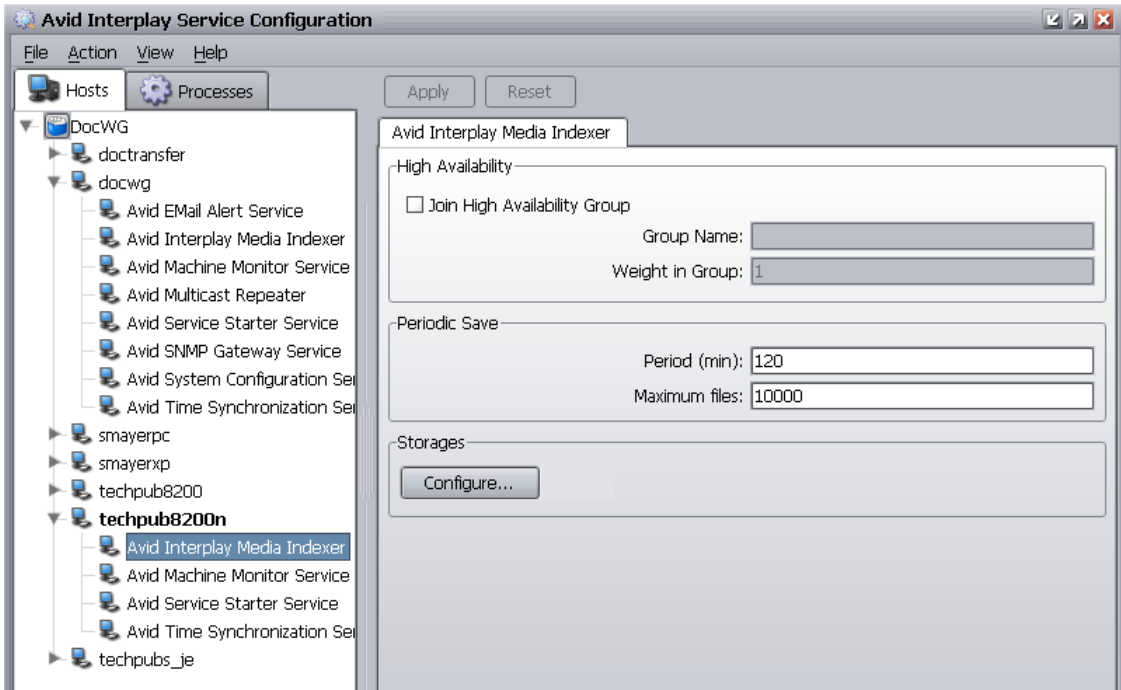 Avid Interplay Service Configuration
File Action View Help
Hosts Processes
DocWG
doctransfer
docwg
Avid EMail Alert Service
Avid Interplay Media Indexer
Avid Machine Monitor Service
Avid Multicast Repeater
Avid Service Starter Service
Avid SNMP Gateway Service
Avid System Configuration Ser
Avid Time Synchronization Ser
smayerpc
smayerxp
techpub8200
techpub8200n
Avid Interplay Media Indexer
Avid Machine Monitor Service
Avid Service Starter Service
Avid Time Synchronization Ser
techpubs_je
Apply Reset
Avid Interplay Media Indexer
High Availability
Join High Availability Group
Group Name:
Weight in Group: 1
Periodic Save
Period (min): 120
Maximum files: 10000
Storages
Configure...